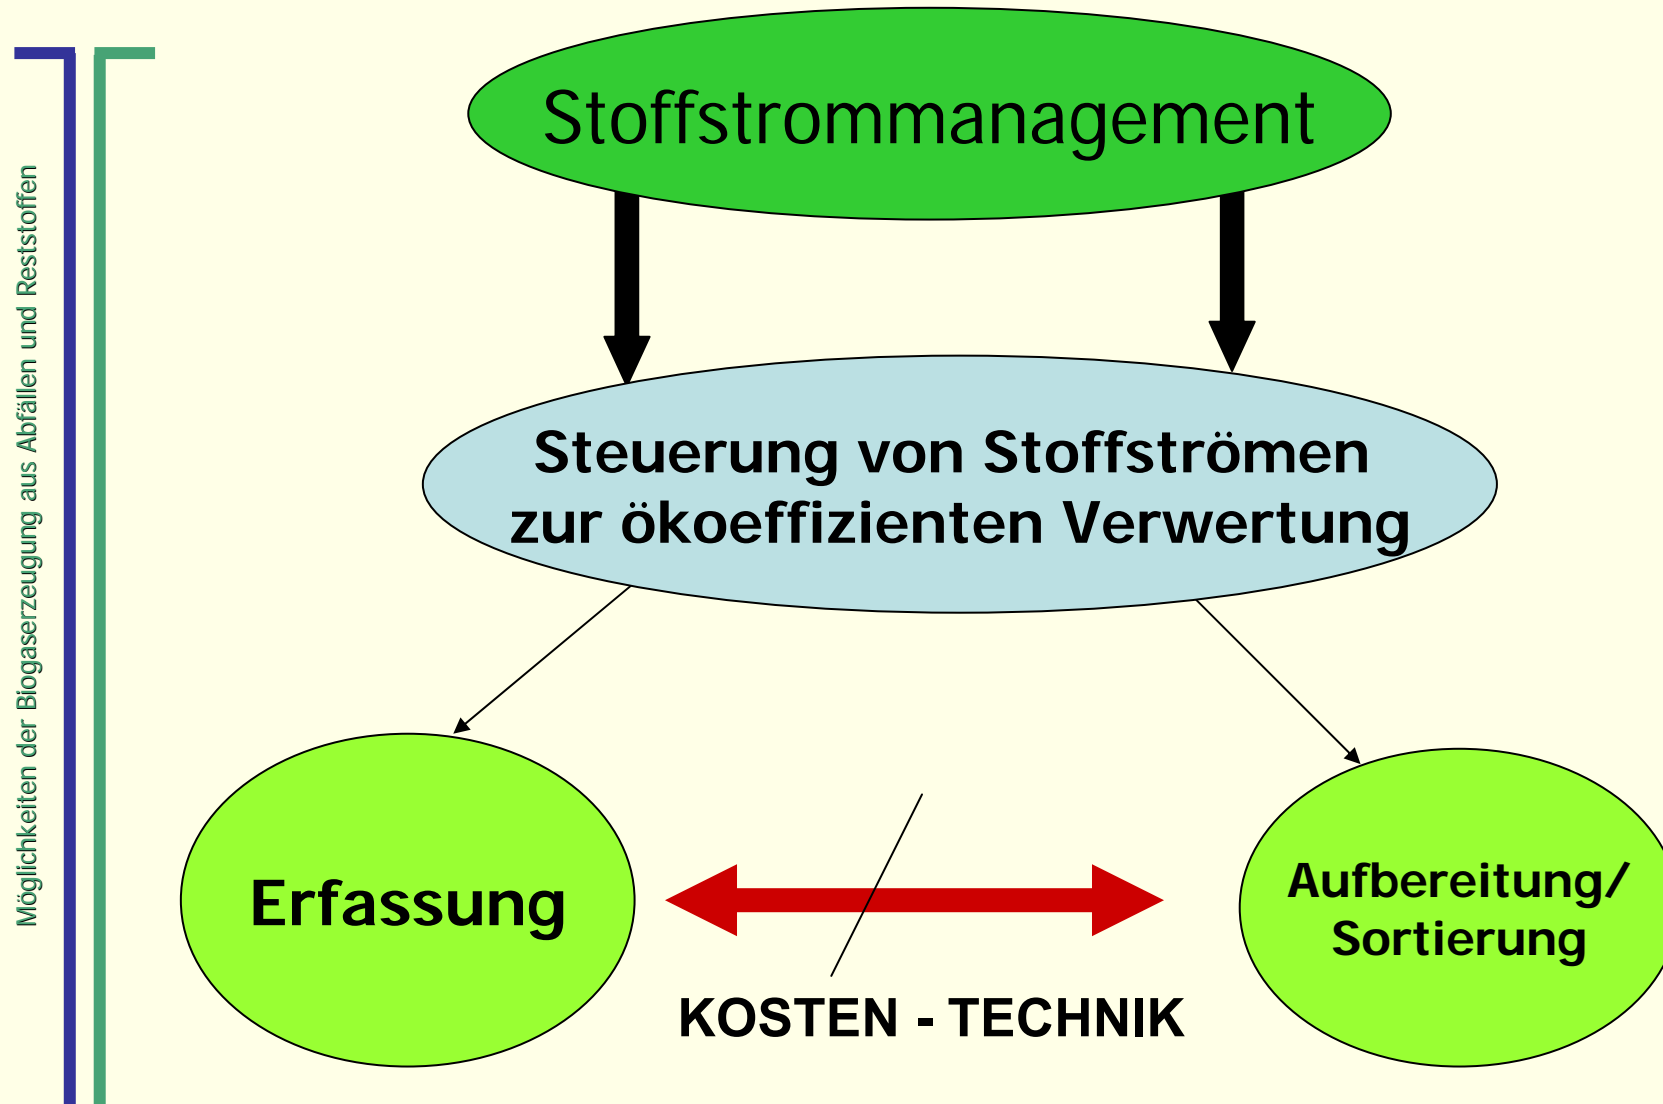 Möglichkeiten der Biogaserzeugung aus Abfällen und Reststoffen
Stoffstrommanagement
Steuerung von Stoffströmen
zur ökoeffizienten Verwertung
Erfassung
Aufbereitung/
Sortierung
KOSTEN - TECHNIK